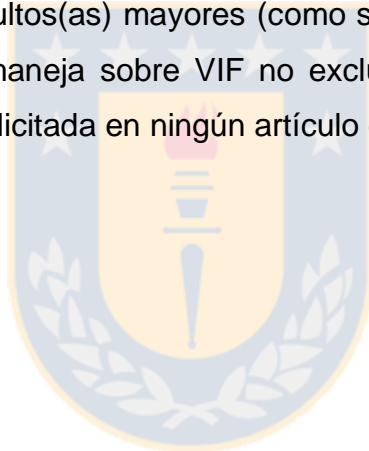 ultos(as) mayores (como s
maneja sobre VIF no exclu
licitada en ningún artículo